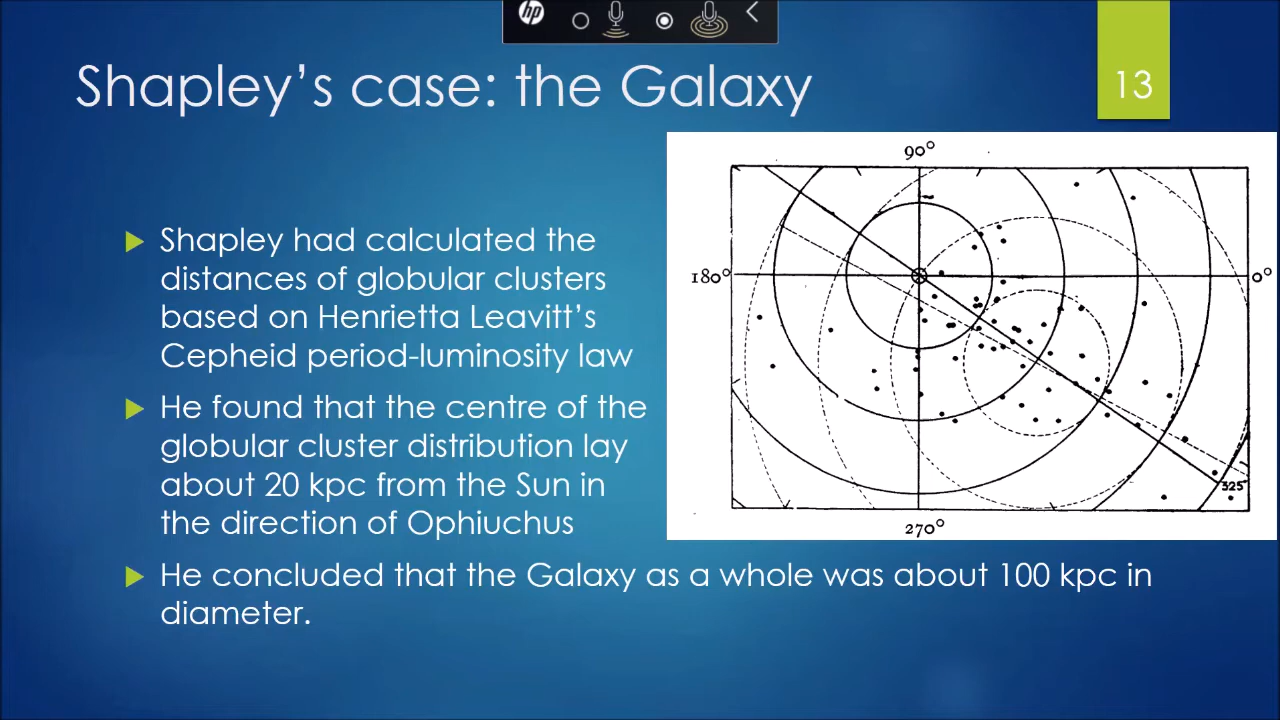 hp
Shapley’s case: the Galaxy
13
Shapley had calculated the
distances of globular clusters
based on Henrietta Leavitt’s
Cepheid period-luminosity law
He found that the centre of the
globular cluster distribution lay
about 20 kpc from the Sun in
the direction of Ophiuchus
He concluded that the Galaxy as a whole was about 100 kpc in
diameter.
90°
180°
0°
325
270°